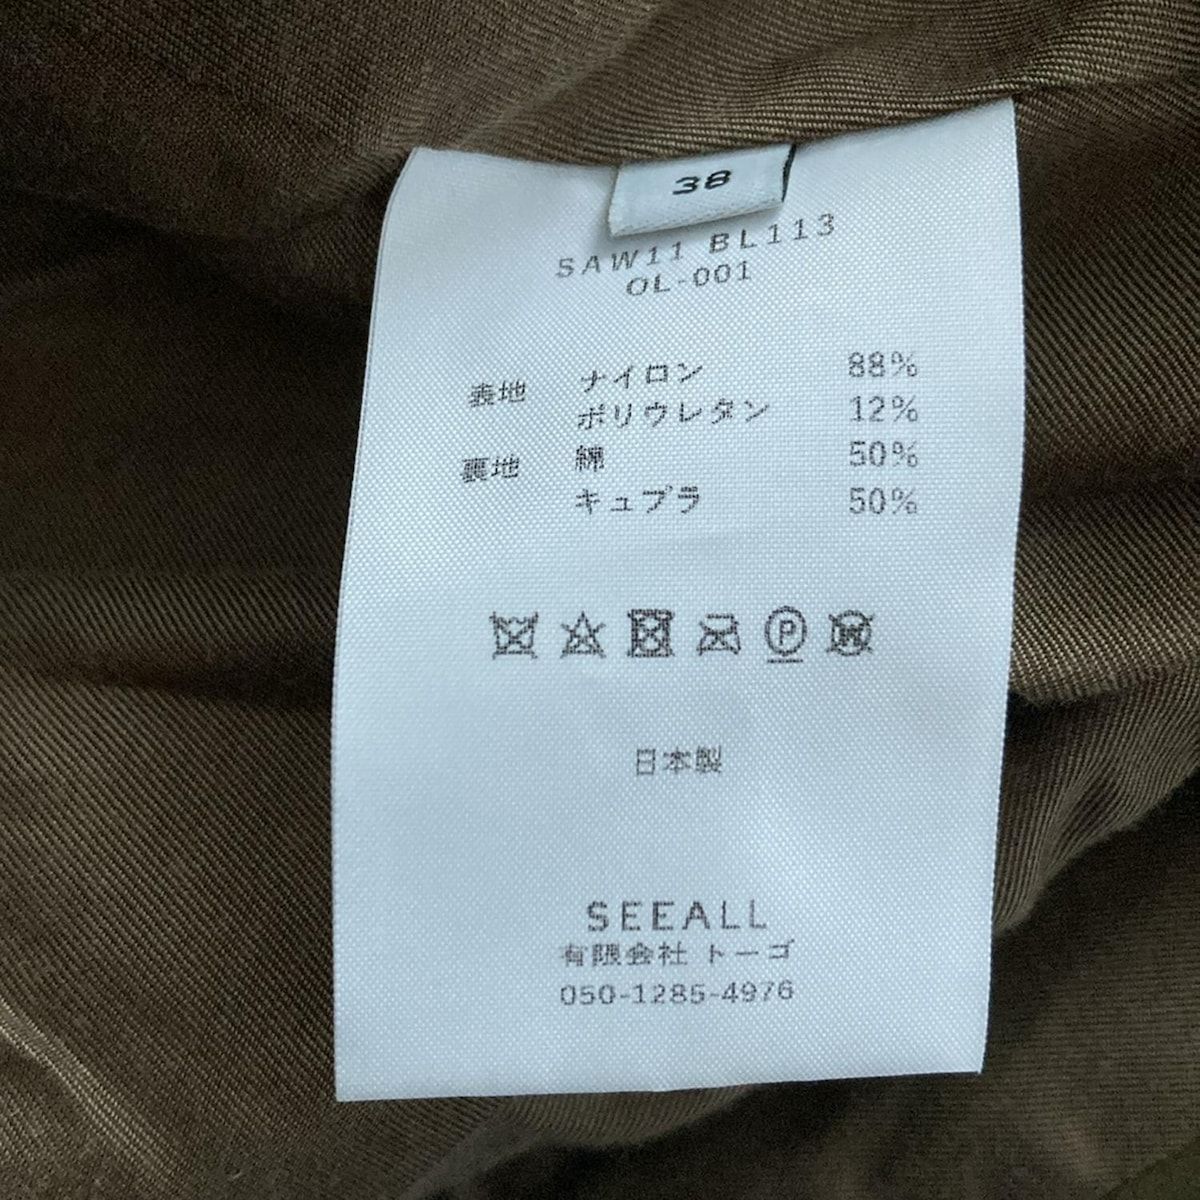 38
SAW11 BL113
OL-001
表地 ナイロン 88%
ポリウレタン 12%
裏地 綿 50%
キュプラ 50%
P W
日本製
SEEALL
有限会社 トーゴ
050-1285-4976